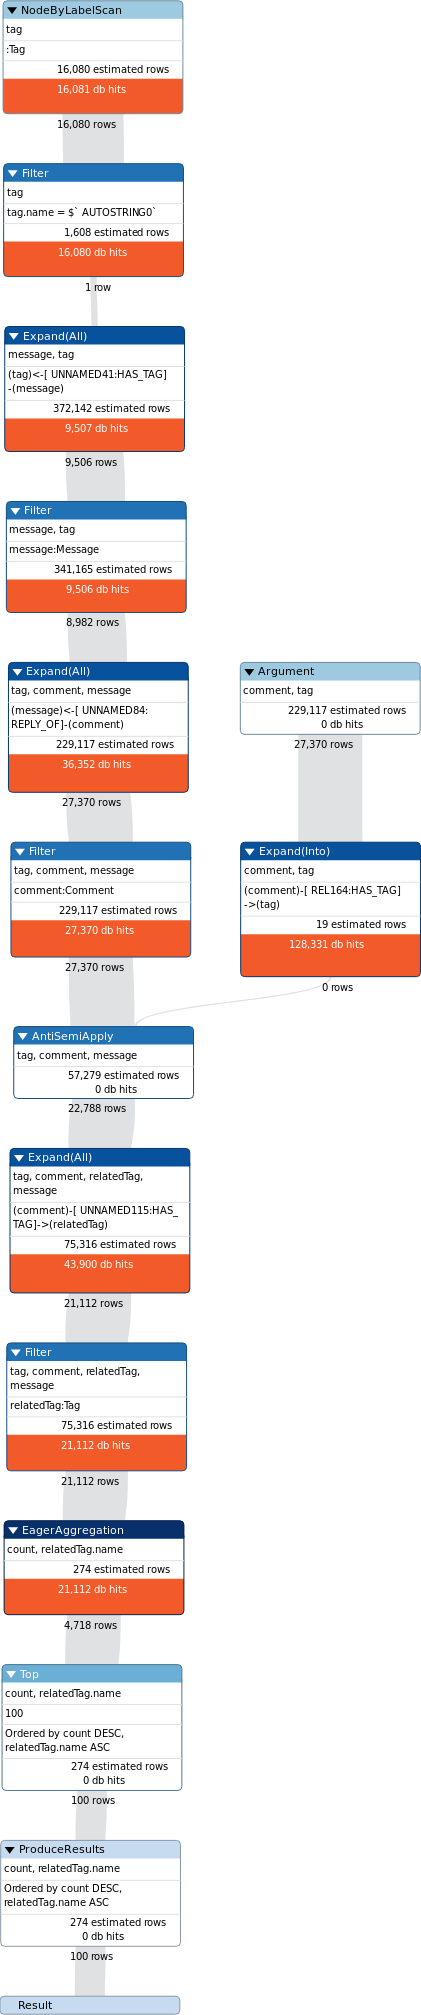 NodeByLabelScan
tag
:Tag
16,080 estimated rows
16,081 db hits
16,080 rows
Filter
tag
tag.name = $` AUTOSTRING0`
1,608 estimated rows
16,080 db hits
1 row
Expand(All)
message, tag
(tag)<-[ UNNAMED41:HAS_TAG]
-(message)
372,142 estimated rows
9,507 db hits
9,506 rows
Filter
message, tag
message:Message
341,165 estimated rows
9,506 db hits
8,982 rows
Expand(All)
tag, comment, message
(message)<-[ UNNAMED84:
REPLY_OF]-(comment)
229,117 estimated rows
36,352 db hits
27,370 rows
Argument
comment, tag
229,117 estimated rows
0 db hits
27,370 rows
Filter
tag, comment, message
comment:Comment
229,117 estimated rows
27,370 db hits
27,370 rows
Expand(Into)
comment, tag
(comment)-[ REL164:HAS_TAG]
->(tag)
19 estimated rows
128,331 db hits
0 rows
AntiSemiApply
tag, comment, message
57,279 estimated rows
0 db hits
22,788 rows
Expand(All)
tag, comment, relatedTag,
message
(comment)-[ UNNAMED115:HAS_
TAG]->(relatedTag)
75,316 estimated rows
43,900 db hits
21,112 rows
Filter
tag, comment, relatedTag,
message
relatedTag:Tag
75,316 estimated rows
21,112 db hits
21,112 rows
EagerAggregation
count, relatedTag.name
274 estimated rows
21,112 db hits
4,718 rows
Top
count, relatedTag.name
100
Ordered by count DESC,
relatedTag.name ASC
274 estimated rows
0 db hits
100 rows
ProduceResults
count, relatedTag.name
Ordered by count DESC,
relatedTag.name ASC
274 estimated rows
0 db hits
100 rows
Result